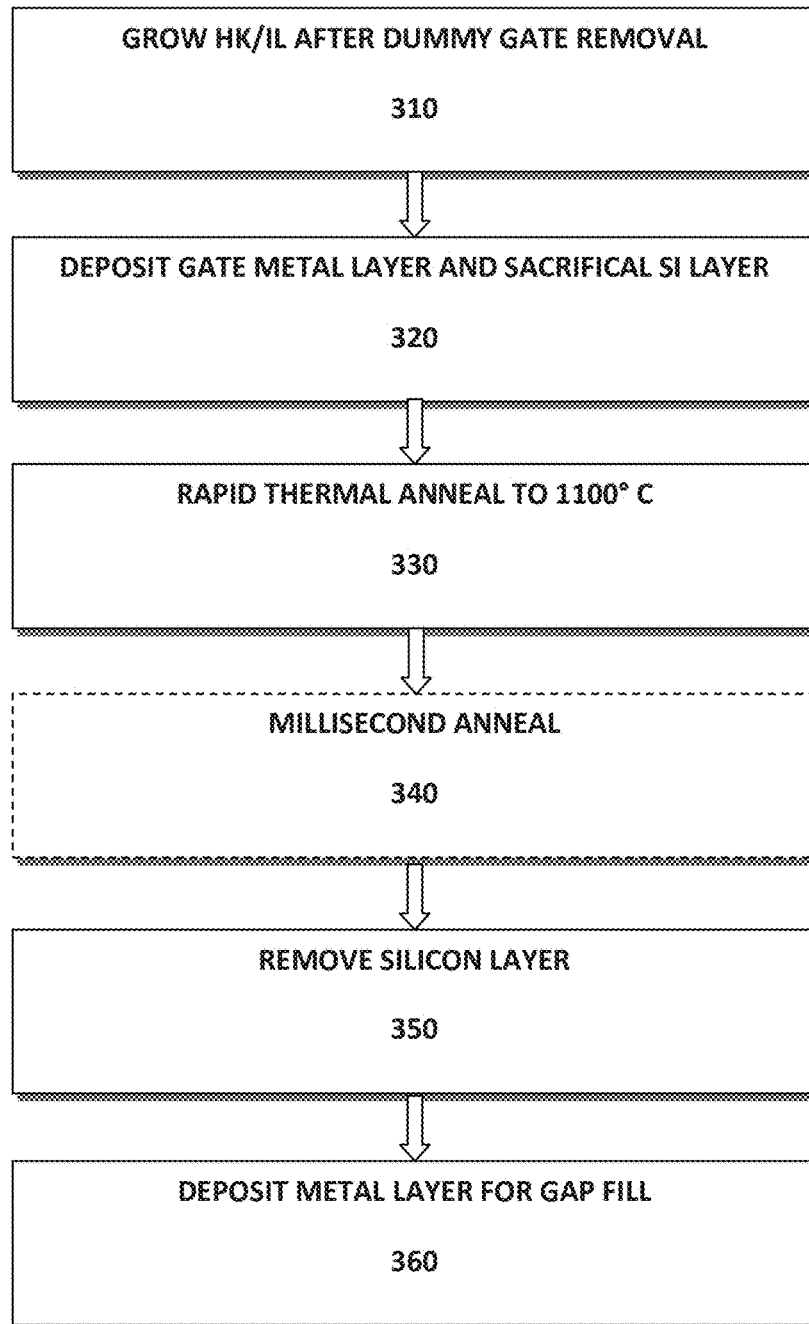 GROW HK/IL AFTER DUMMY GATE REMOVAL
310
DEPOSIT GATE METAL LAYER AND SACRIFICAL SI LAYER
320
RAPID THERMAL ANNEAL TO 1100° C
330
MILLISECOND ANNEAL
340
REMOVE SILICON LAYER
350
DEPOSIT METAL LAYER FOR GAP FILL
360